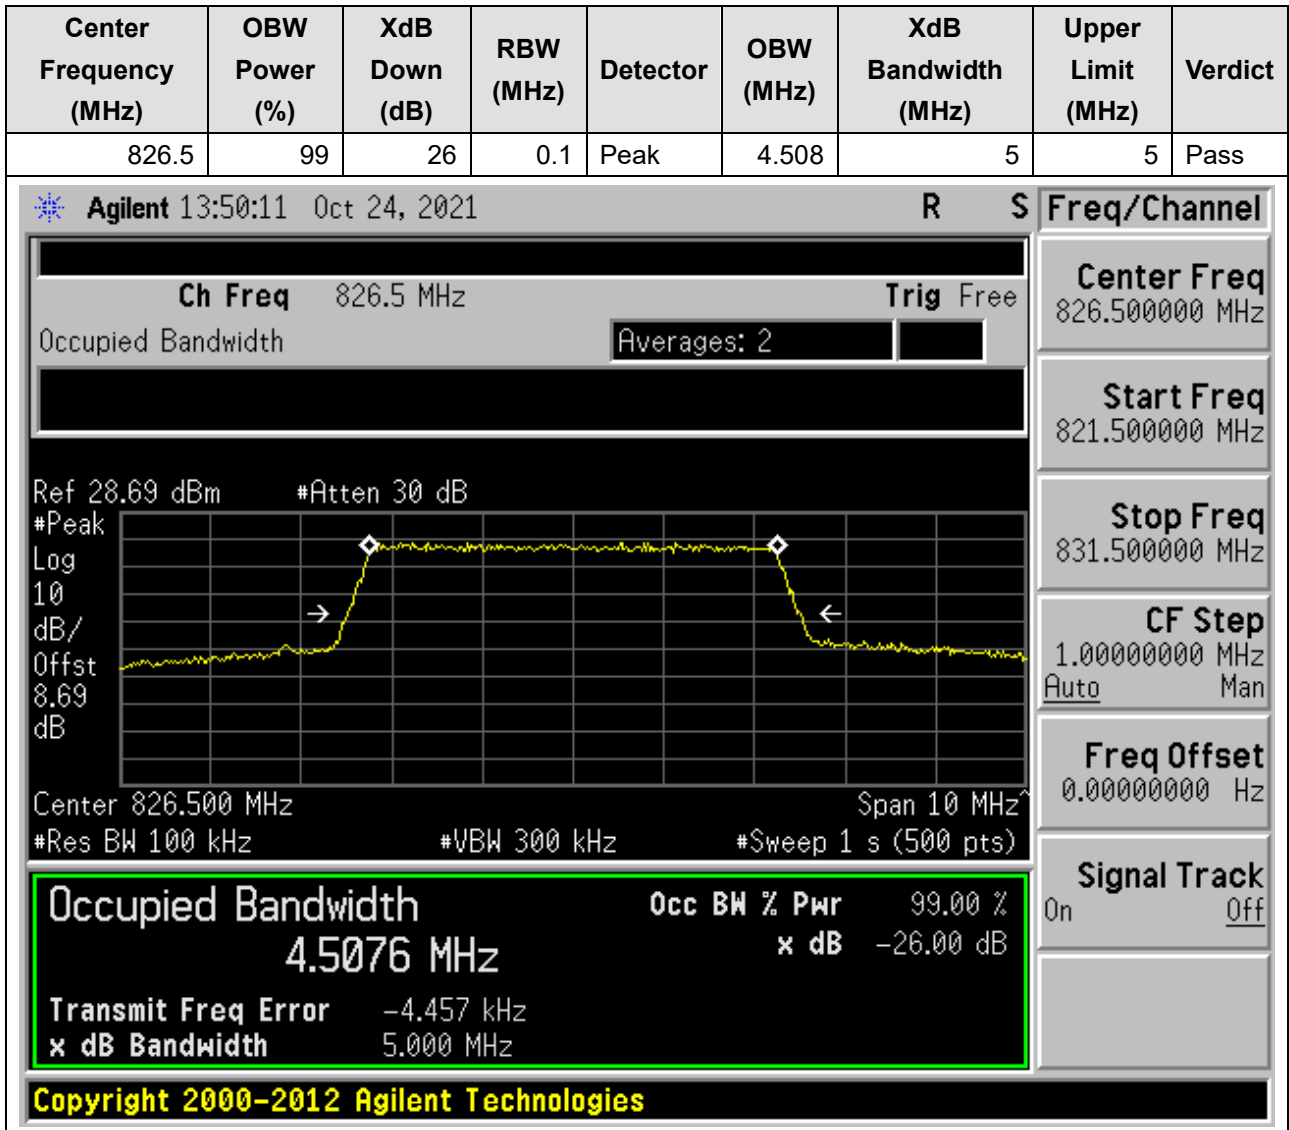 Center Frequency (MHz) OBW Power (%) XdB Down (dB) RBW (MHz) Detector OBW (MHz) XdB Bandwidth (MHz) Upper Limit (MHz) Verdict
826.5 99 26 0.1 Peak 4.508 5 5 Pass
Agilent 13:50:11 Oct 24, 2021 R S
Freq/Channel
Ch Freq 826.5 MHz Trig Free
Occupied Bandwidth Averages: 2
Center Freq
826.500000 MHz
Start Freq
821.500000 MHz
Stop Freq
831.500000 MHz
CF Step
1.00000000 MHz
Auto Man
Freq Offset
0.00000000 Hz
Signal Track
On Off
Ref 28.69 dBm #Atten 30 dB
#Peak
Log
10
dB/
Offst
8.69
dB
Center 826.500 MHz Span 10 MHz^
#Res BW 100 kHz #VBW 300 kHz #Sweep 1 s (500 pts)
Occupied Bandwidth Occ BW % Pwr 99.00 %
4.5076 MHz x dB -26.00 dB
Transmit Freq Error -4.457 kHz
x dB Bandwidth 5.000 MHz
Copyright 2000-2012 Agilent Technologies